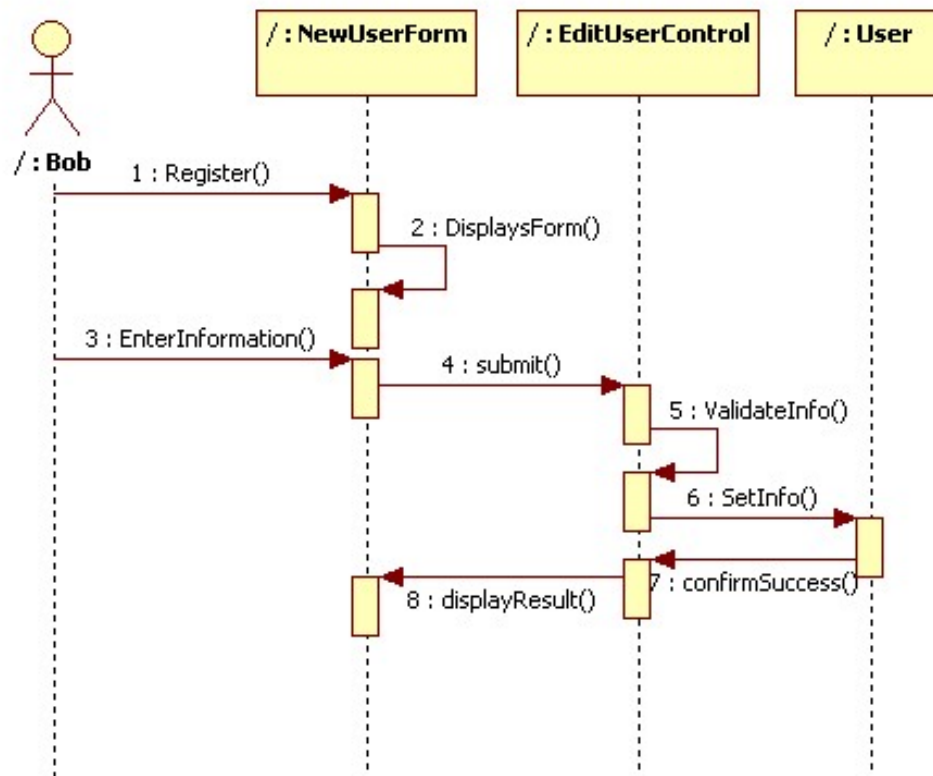 / : NewUserForm
/ : EditUserControl
/ : User
/ : Bob
1 : Register()
2 : DisplaysForm()
3 : EnterInformation()
4 : submit()
5 : ValidateInfo()
6 : SetInfo()
7 : confirmSuccess()
8 : displayResult()